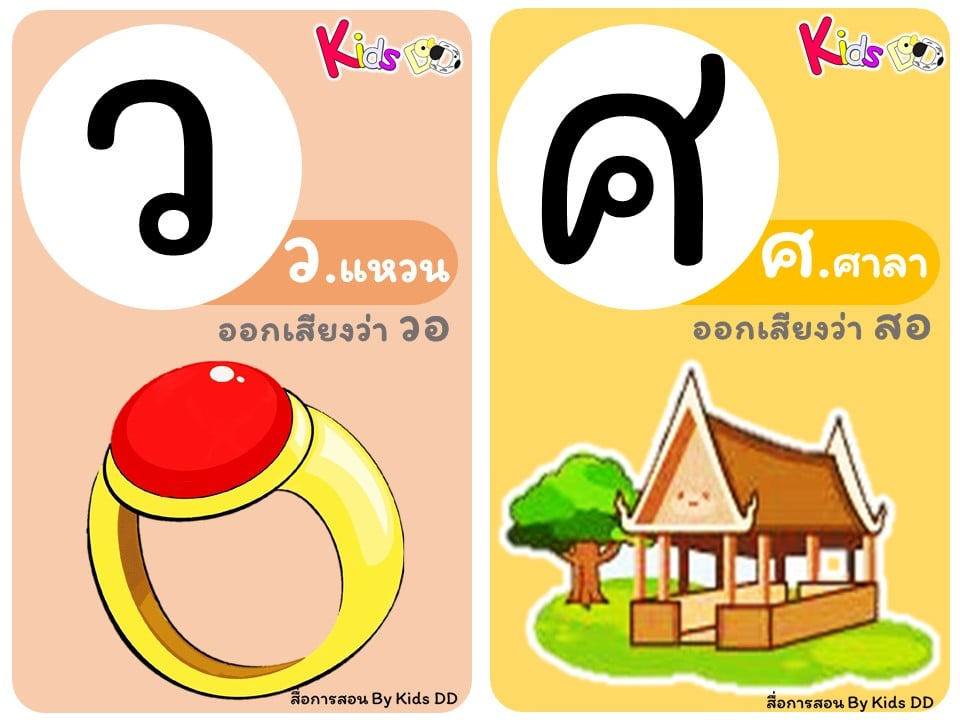 Kids DD
ว
ว.แหวน
ออกเสียงว่า วอ
สื่อการสอน By Kids DD
Kids DD
ศ
ศ.ศาลา
ออกเสียงว่า สอ
สื่อการสอน By Kids DD